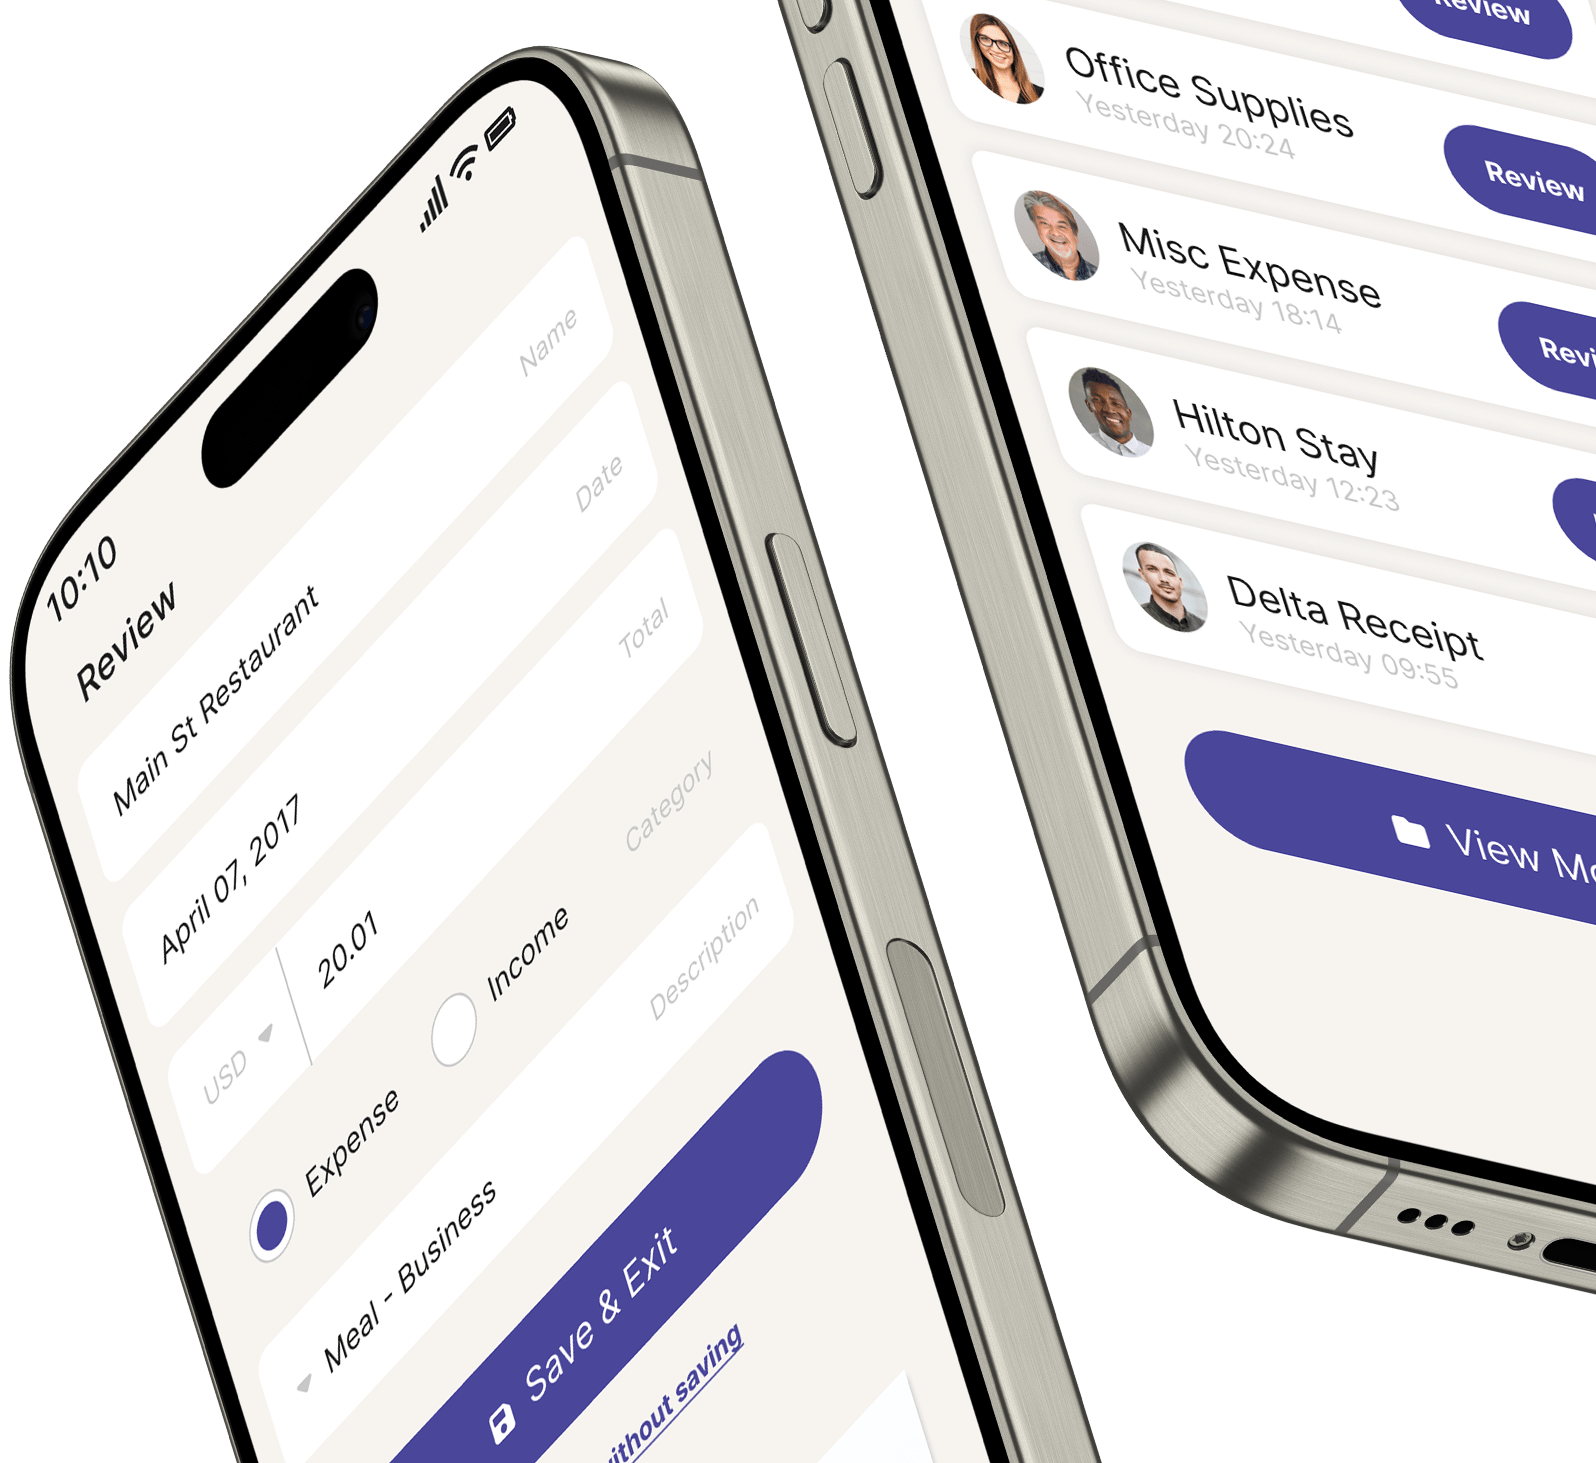 10:10
Review
Name
Main St Restaurant
Date
April 07, 2017
Total
USD 20.01
Category
Expense Income
Description
Meal - Business
Save & Exit
without saving
Review
Office Supplies
Yesterday 20:24
Review
Misc Expense
Yesterday 18:14
Hilton Stay
Yesterday 12:23
Delta Receipt
Yesterday 09:55
View